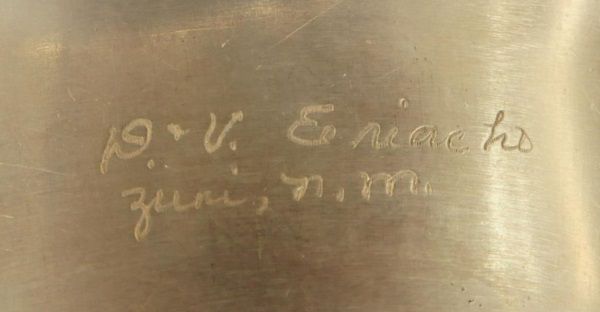 D. + V. Eriacho
zuni, n.m.